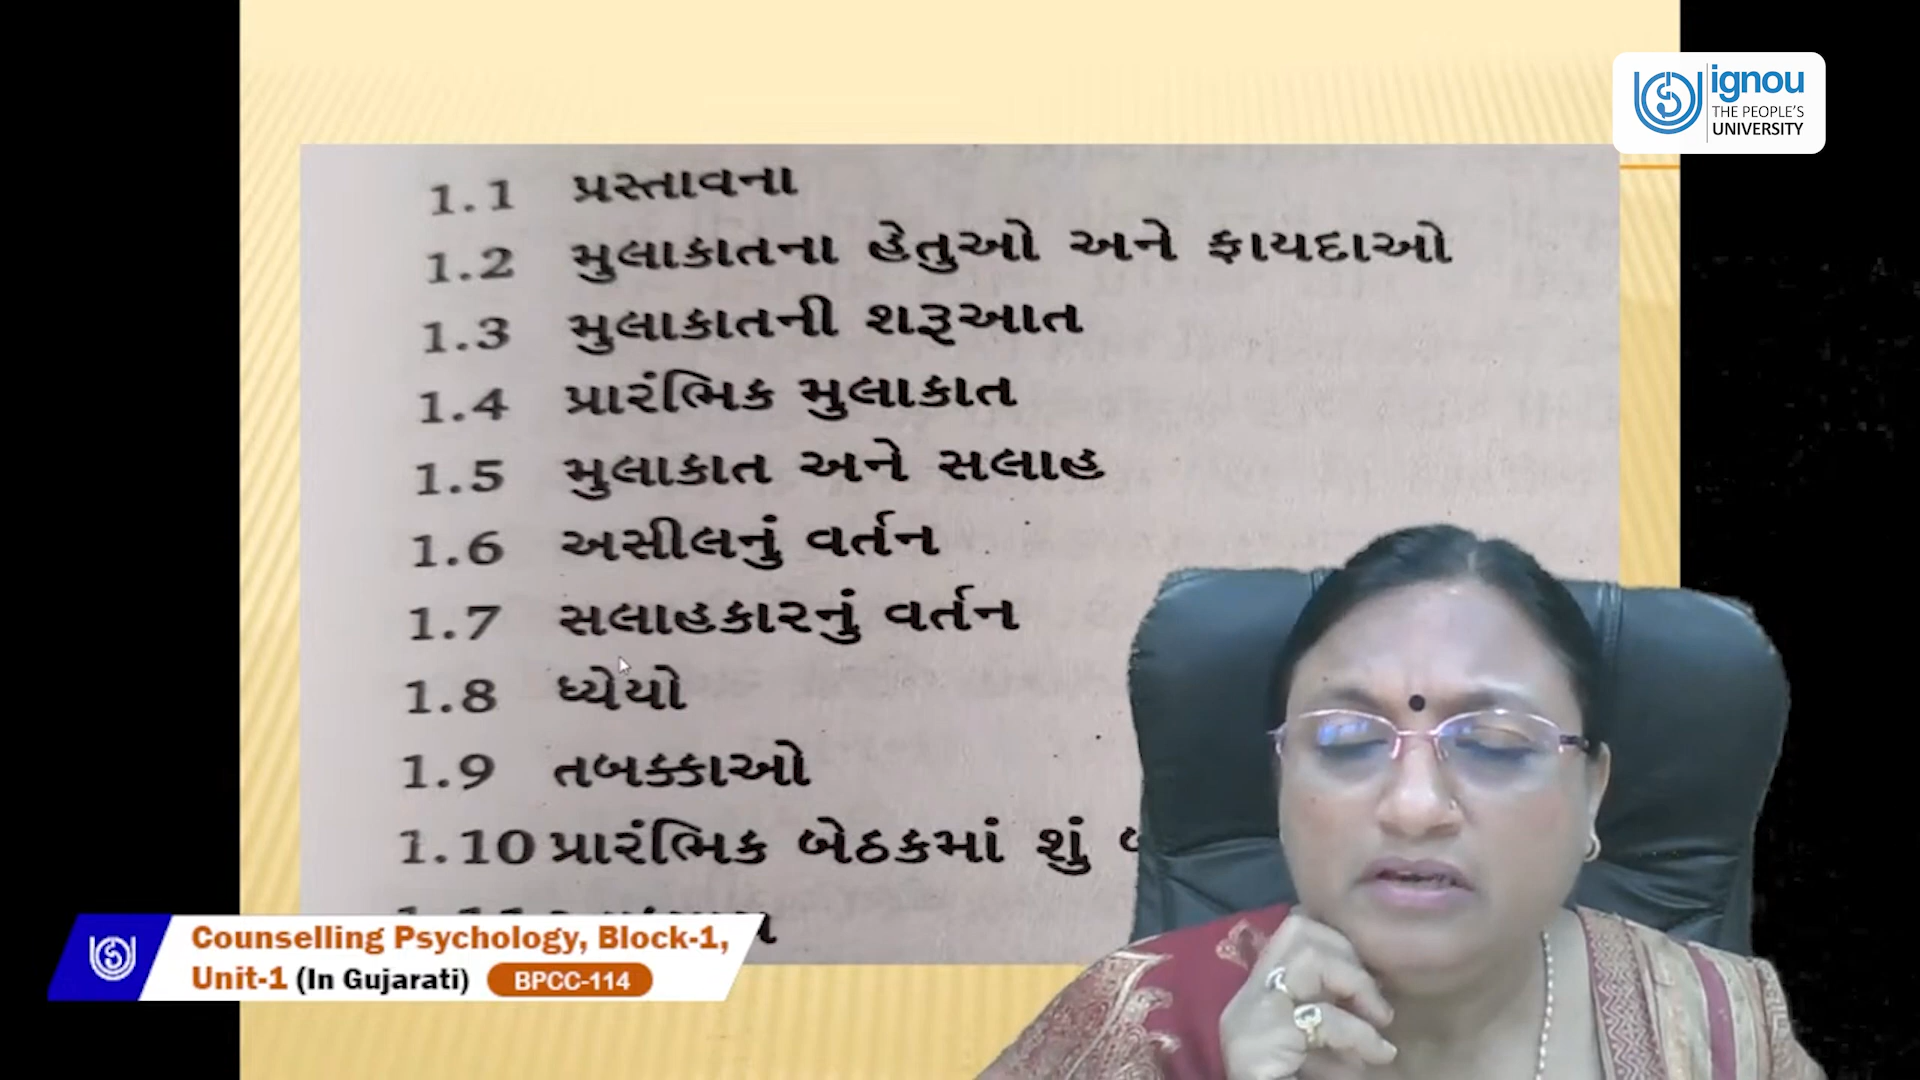 ignou
THE PEOPLE'S
UNIVERSITY
1.1 પ્રસ્તાવના
1.2 મુલાકાતના હેતુઓ અને ફાયદાઓ
1.3 મુલાકાતની શરૂઆત
1.4 પ્રારંભિક મુલાકાત
1.5 મુલાકાત અને સલાહ
1.6 અસીલનું વર્તન
1.7 સલાહકારનું વર્તન
1.8 ધ્યેયો
1.9 તબક્કાઓ
1.10 પ્રારંભિક બેઠકમાં શું
Counselling Psychology, Block-1,
Unit-1 (In Gujarati) BPCC-114